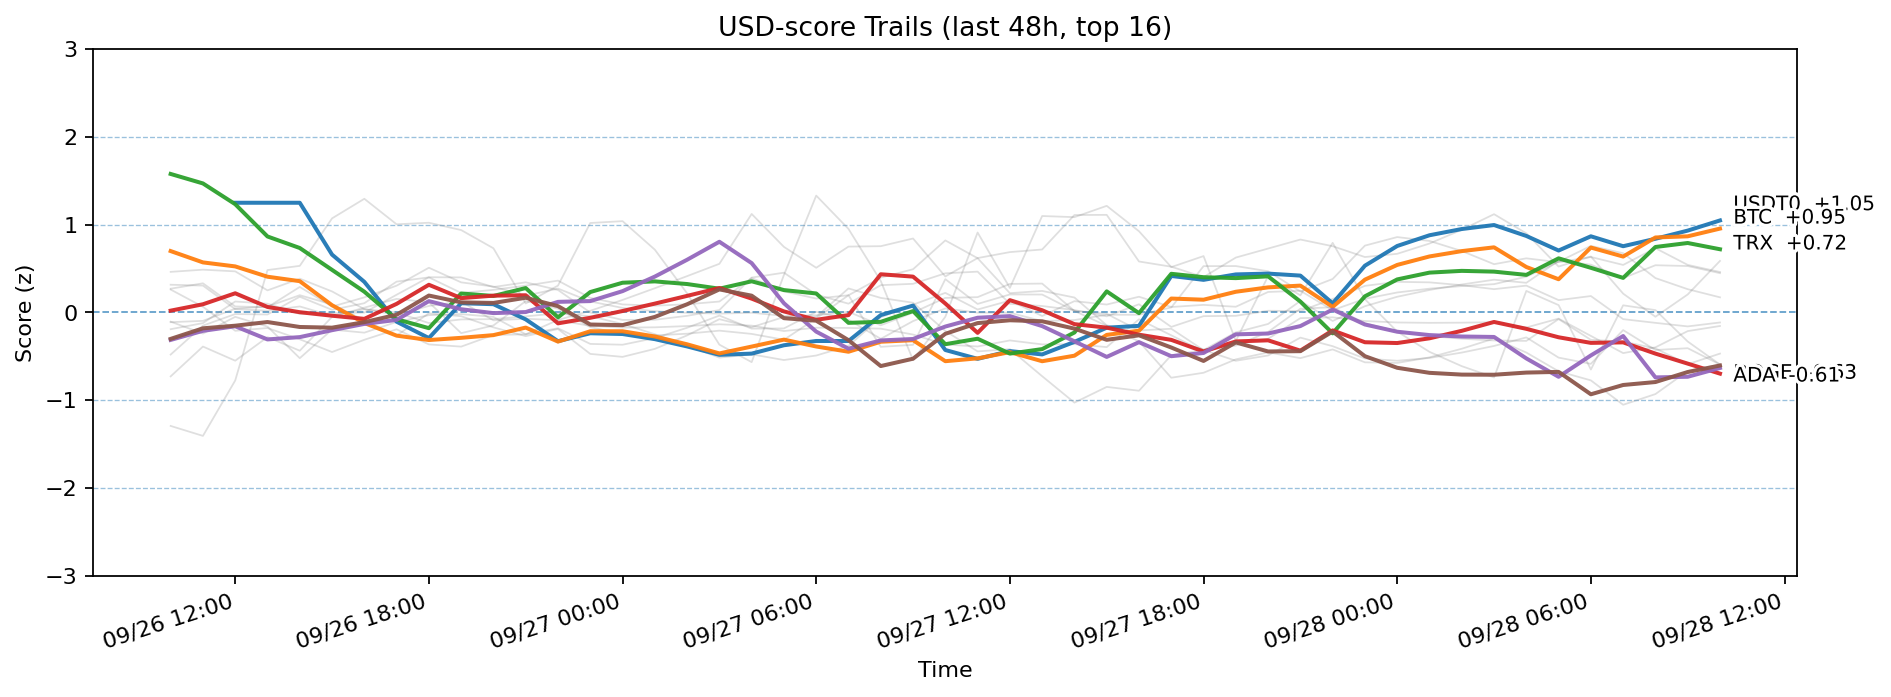 USD-score Trails (last 48h, top 16)
Score (z)
3
2
1
0
−1
−2
−3
USDT0 +1.05
BTC +0.95
TRX +0.72
ADA -0.61
09/26 12:00
09/26 18:00
09/27 00:00
09/27 06:00
09/27 12:00
09/27 18:00
09/28 00:00
09/28 06:00
09/28 12:00
Time